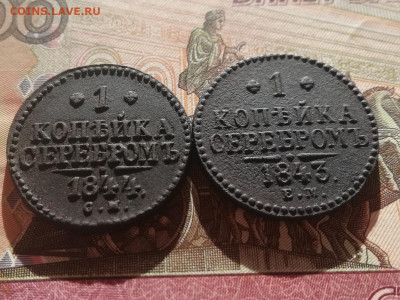 COINS.LAVE.RU
1
КОПѢЙКА
СЕРЕБРОМЪ
1844.
С.М.
1
КОПѢЙКА
СЕРЕБРОМЪ
1843.
Е.М.